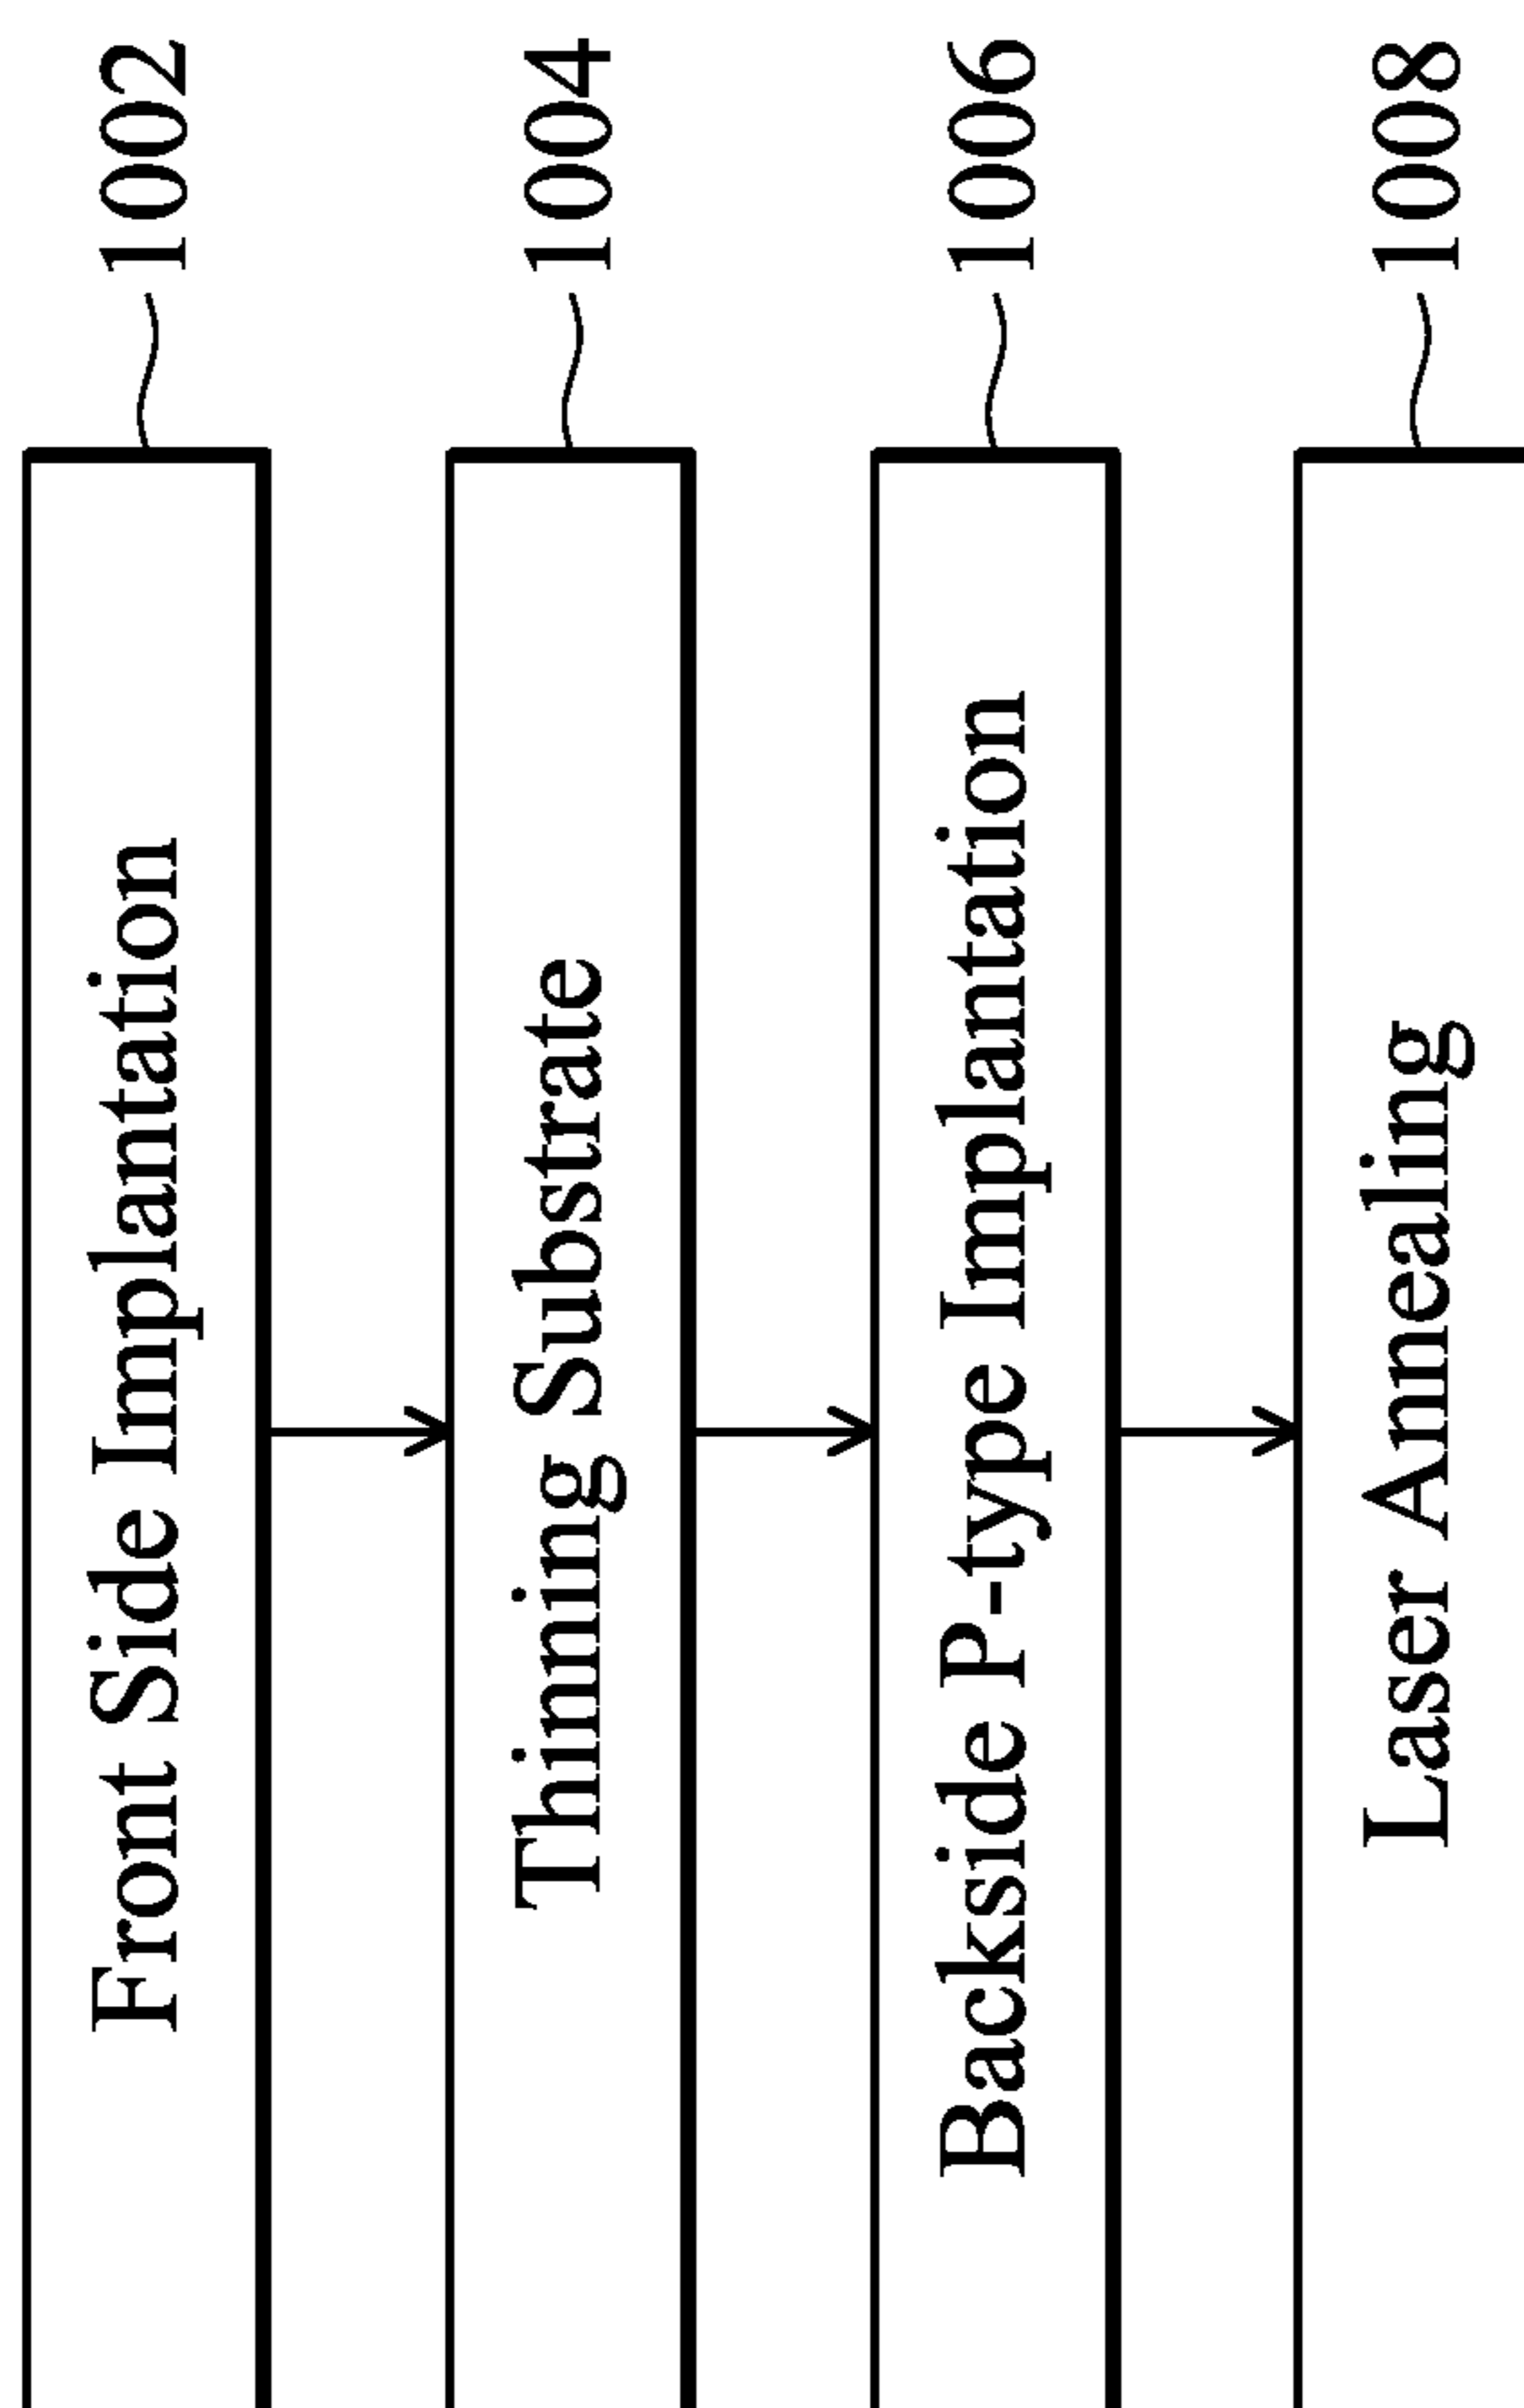 Front Side Implantation 1002
Thinning Substrate 1004
Backside P-type Implantation 1006
Laser Annealing 1008